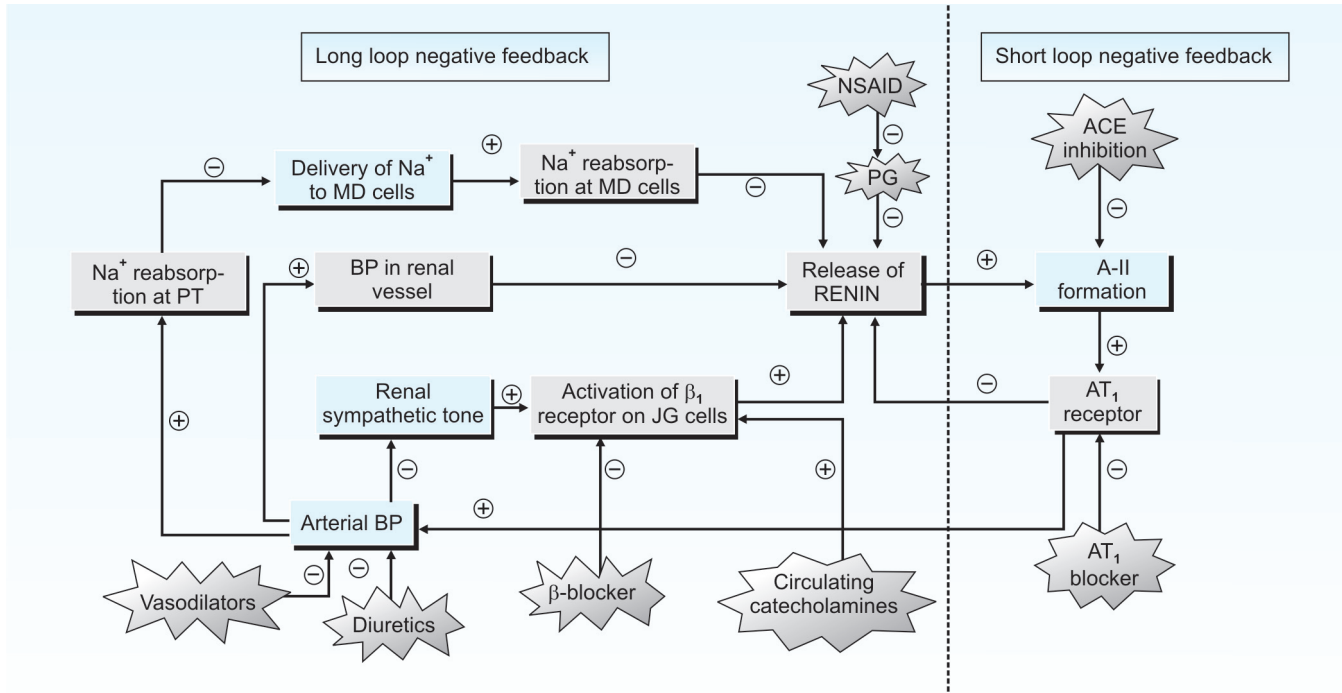 Long loop negative feedback
Short loop negative feedback
NSAID
⊖
PG
⊖
ACE
inhibition
⊖
⊖
Delivery of Na⁺
to MD cells
⊕
Na⁺ reabsorp-
tion at MD cells
⊖
Na⁺ reabsorp-
tion at PT
⊕
BP in renal
vessel
⊖
Release of
RENIN
⊕
A-II
formation
⊕
Renal
sympathetic tone
⊕
Activation of β₁
receptor on JG cells
⊕
⊖
AT₁
receptor
⊕
⊖
⊖
⊕
⊖
Arterial BP
⊕
⊖
⊖
Vasodilators
Diuretics
β-blocker
Circulating
catecholamines
AT₁
blocker